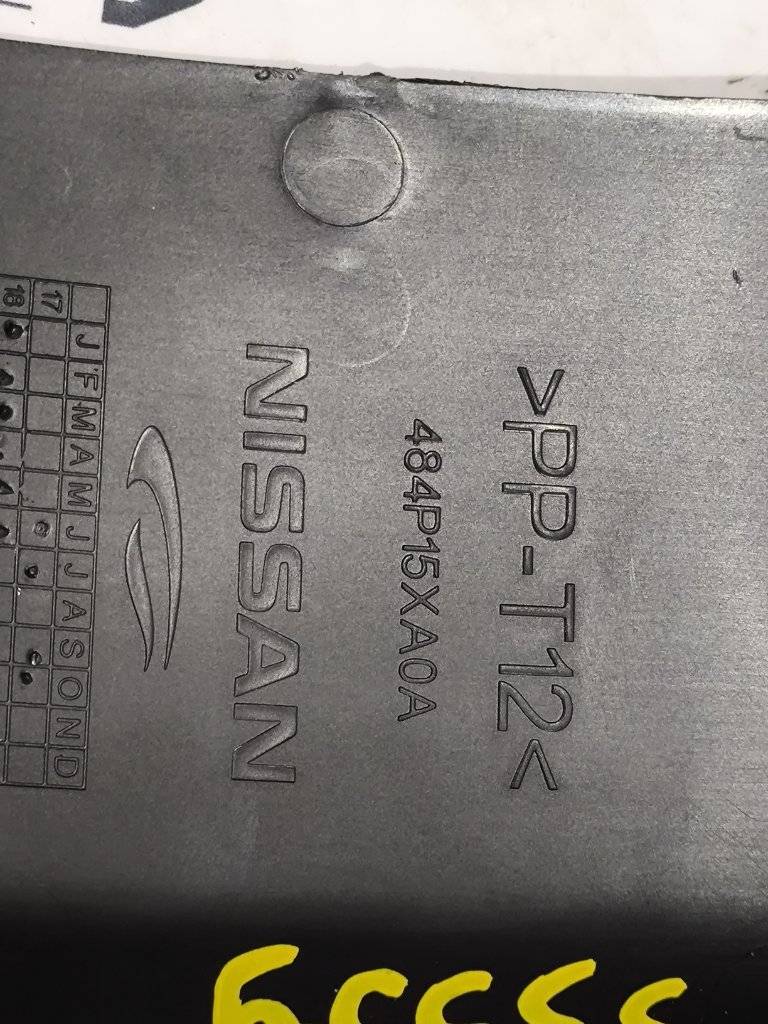 >PP-T12<
484P15XA0A
NISSAN
J F M A M J J A S O N D
17
18